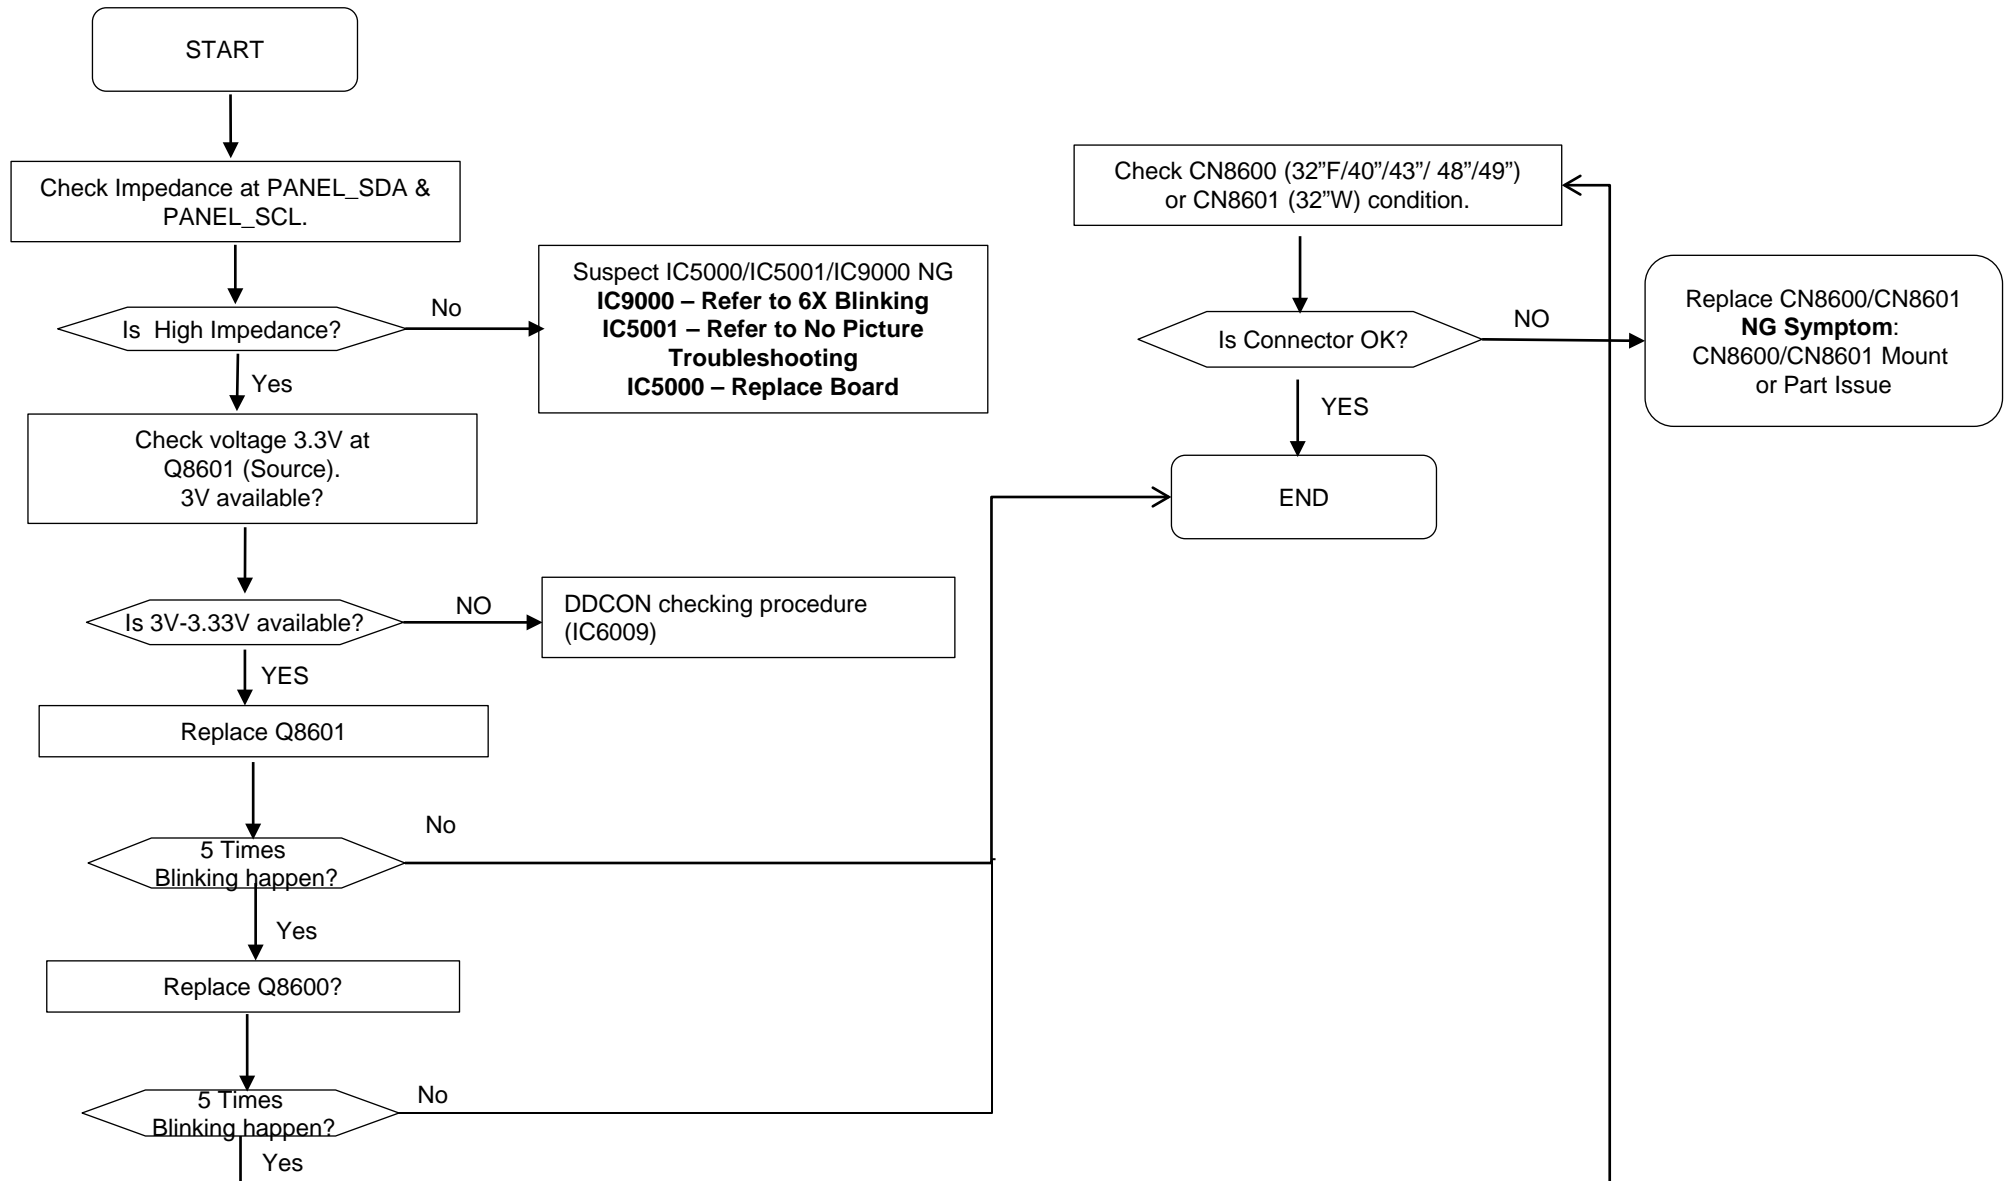 START
Check Impedance at PANEL_SDA &
PANEL_SCL.
Is High Impedance?
No
Suspect IC5000/IC5001/IC9000 NG
IC9000 – Refer to 6X Blinking
IC5001 – Refer to No Picture
Troubleshooting
IC5000 – Replace Board
Yes
Check voltage 3.3V at
Q8601 (Source).
3V available?
Is 3V-3.33V available?
NO
DDCON checking procedure
(IC6009)
YES
Replace Q8601
5 Times
Blinking happen?
No
Yes
Replace Q8600?
5 Times
Blinking happen?
No
Yes
Check CN8600 (32”F/40”/43”/ 48”/49”)
or CN8601 (32”W) condition.
Is Connector OK?
NO
Replace CN8600/CN8601
NG Symptom:
CN8600/CN8601 Mount
or Part Issue
YES
END